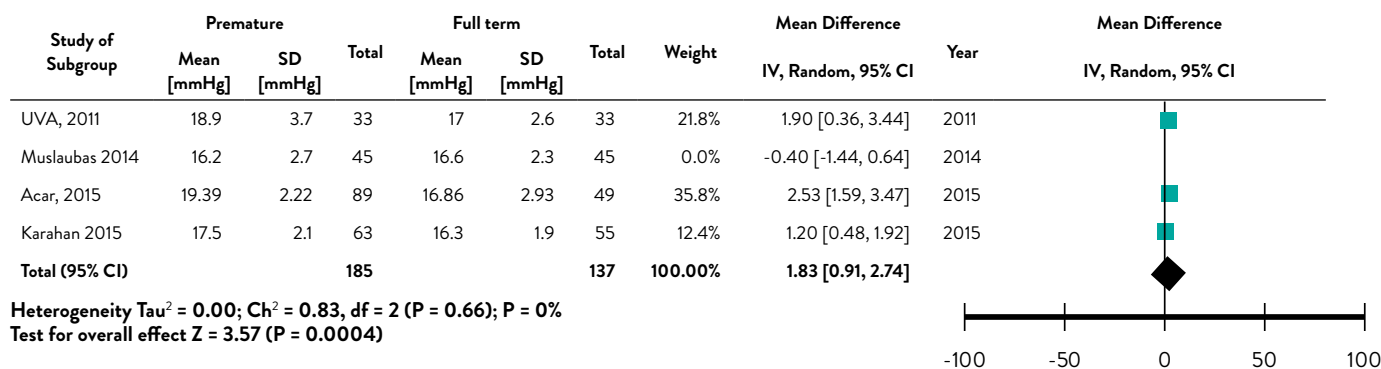 Study of Subgroup Premature Full term Mean Difference Mean Difference
Mean [mmHg] SD [mmHg] Total Mean [mmHg] SD [mmHg] Total Weight IV, Random, 95% CI Year IV, Random, 95% CI
UVA, 2011 18.9 3.7 33 17 2.6 33 21.8% 1.90 [0.36, 3.44] 2011
Muslaubas 2014 16.2 2.7 45 16.6 2.3 45 0.0% -0.40 [-1.44, 0.64] 2014
Acar, 2015 19.39 2.22 89 16.86 2.93 49 35.8% 2.53 [1.59, 3.47] 2015
Karahan 2015 17.5 2.1 63 16.3 1.9 55 12.4% 1.20 [0.48, 1.92] 2015
Total (95% CI) 185 137 100.00% 1.83 [0.91, 2.74]
Heterogeneity Tau² = 0.00; Ch² = 0.83, df = 2 (P = 0.66); P = 0%
Test for overall effect Z = 3.57 (P = 0.0004)
-100 -50 0 50 100